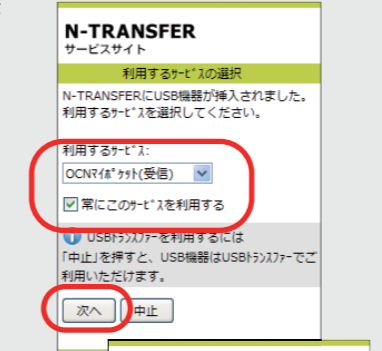 N-TRANSFER
サービスサイト
利用するｻｰﾋﾞｽの選択
N-TRANSFERにUSB機器が挿入されました。
利用するｻｰﾋﾞｽを選択してください。
利用するｻｰﾋﾞｽ:
OCNﾏｲﾎﾟｹｯﾄ(受信)
常にこのｻｰﾋﾞｽを利用する
USBﾄﾗﾝｽﾌｧｰを利用するには
「中止」を押すと、USB機器はUSBﾄﾗﾝｽﾌｧｰでご
利用いただけます。
次へ 中止